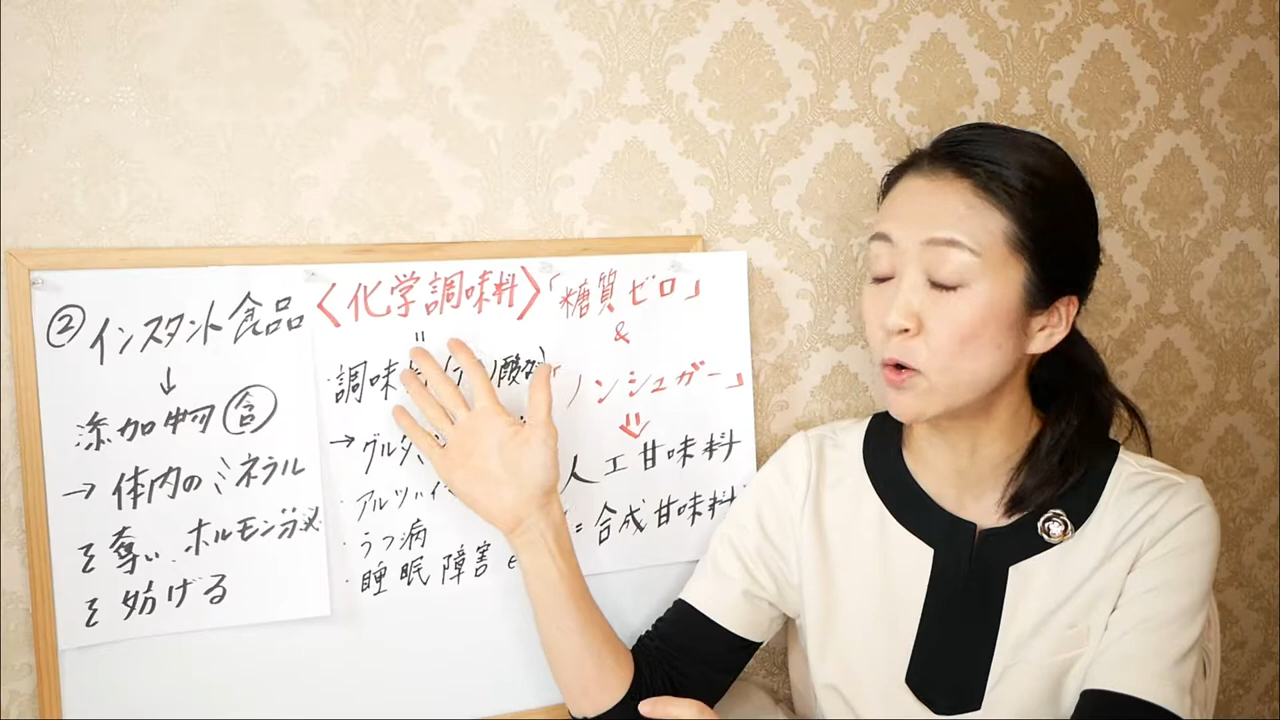 ②インスタント食品
↓
添加物㊂
→ 体内のミネラル
を奪い、ホルモン分泌
を妨げる
〈化学調味料〉
〃
調味
→グルタ
・アルツハイ
・うつ病
・睡眠障害
「糖質ゼロ」
&
ノンシュガー」
⇓
人工甘味料
=合成甘味料